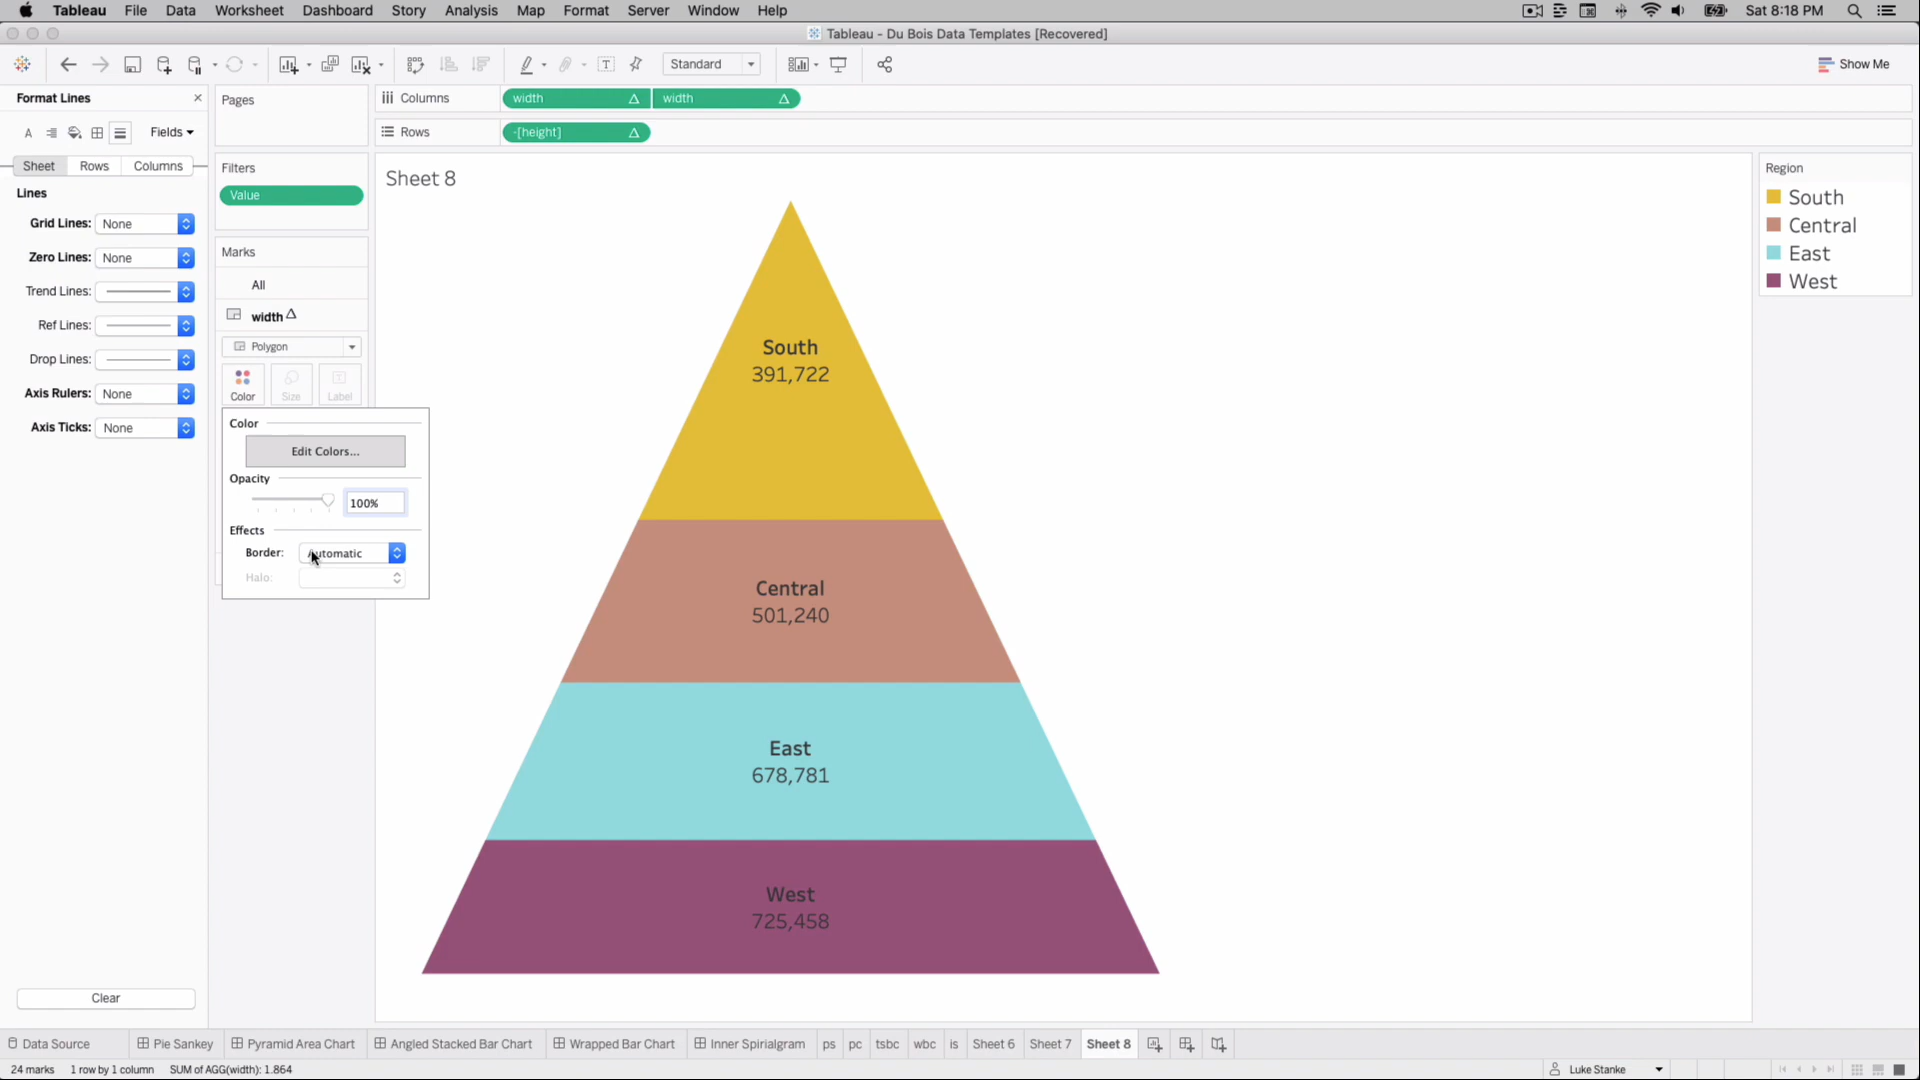 Tableau File Data Worksheet Dashboard Story Analysis Map Format Server Window Help Sat 8:18 PM
Tableau - Du Bois Data Templates [Recovered]
Standard Show Me
Format Lines
Fields
Sheet Rows Columns
Lines
Grid Lines: None
Zero Lines: None
Trend Lines:
Ref Lines:
Drop Lines:
Axis Rulers: None
Axis Ticks: None
Clear
Pages
Filters
Value
Marks
All
width
Polygon
Color Size Label
Color
Edit Colors...
Opacity
100%
Effects
Border: Automatic
Halo:
Columns width width
Rows -[height]
Sheet 8
South
391,722
Central
501,240
East
678,781
West
725,458
Region
South
Central
East
West
Data Source Pie Sankey Pyramid Area Chart Angled Stacked Bar Chart Wrapped Bar Chart Inner Spirialgram ps pc tsbc wbc is Sheet 6 Sheet 7 Sheet 8
24 marks 1 row by 1 column SUM of AGG(width): 1.864 Luke Stanke